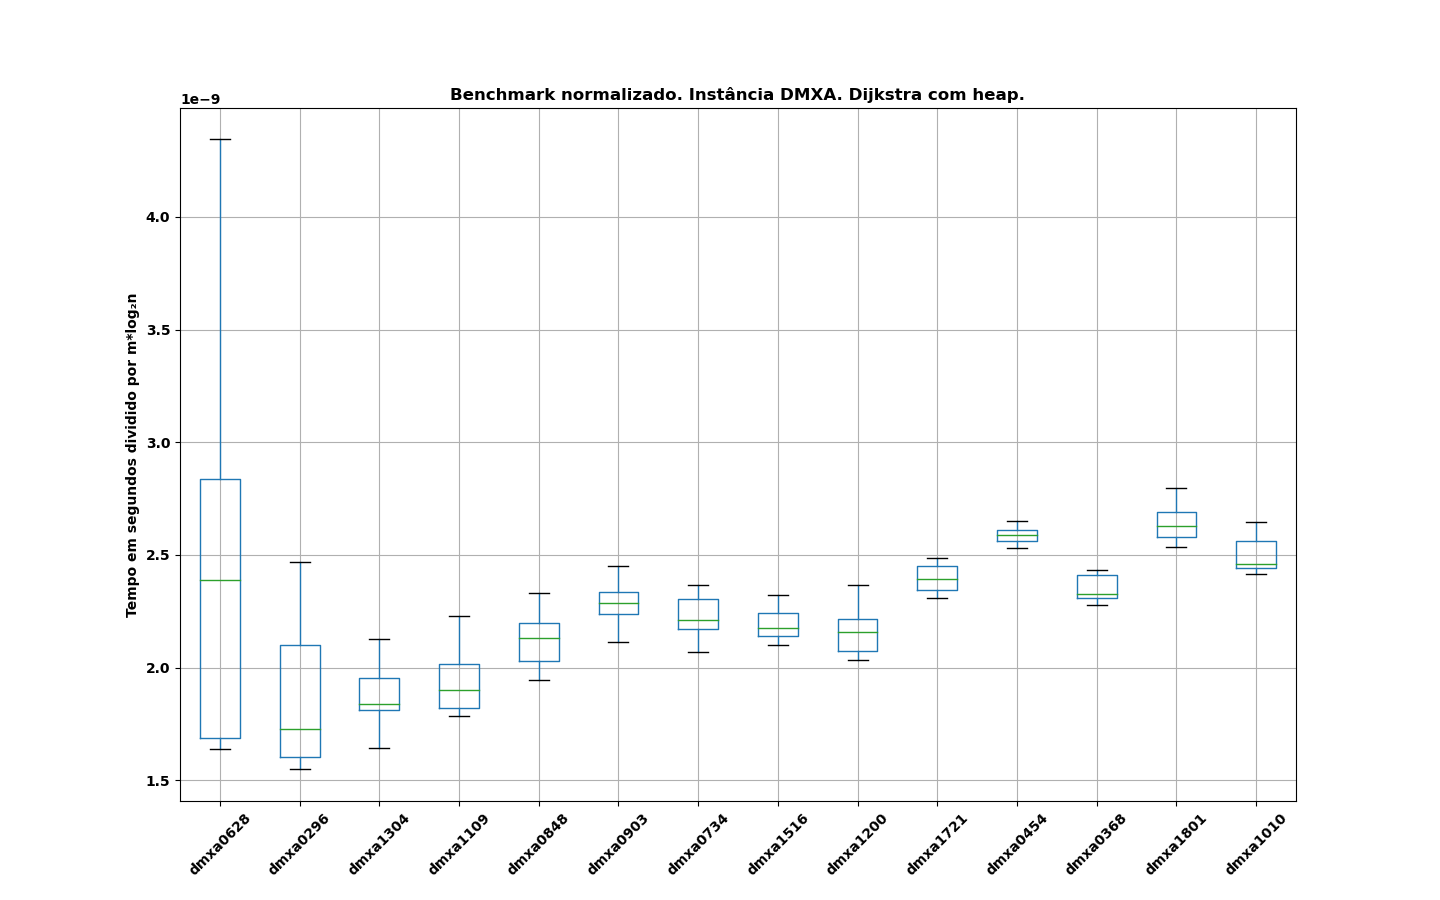 Benchmark normalizado. Instância DMXA. Dijkstra com heap.
1e−9
Tempo em segundos dividido por m*log₂n
4.0
3.5
3.0
2.5
2.0
1.5
dmxa0628
dmxa0296
dmxa1304
dmxa1109
dmxa0848
dmxa0903
dmxa0734
dmxa1516
dmxa1200
dmxa1721
dmxa0454
dmxa0368
dmxa1801
dmxa1010